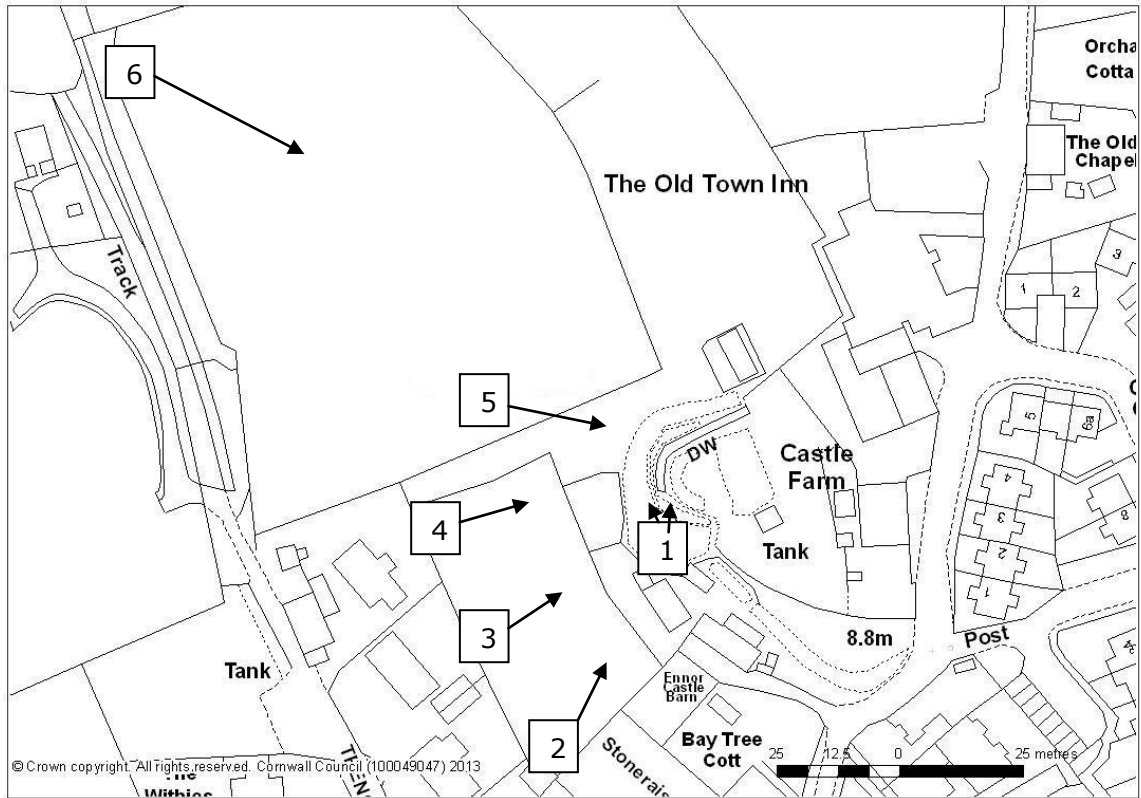 6
Orcha
Cotta
The Old
Chapel
The Old Town Inn
Track
3
1
2
5
5
6a
DW
Castle
Farm
4
4
8
3
1
Tank
2
3
1
8.8m
Post
Tank
Ennor
Castle
Barn
2
Stonerais
Bay Tree
Cott
25 12.5 0 25 metres
© Crown copyright. All rights reserved. Cornwall Council (100049047) 2013
The
Withies